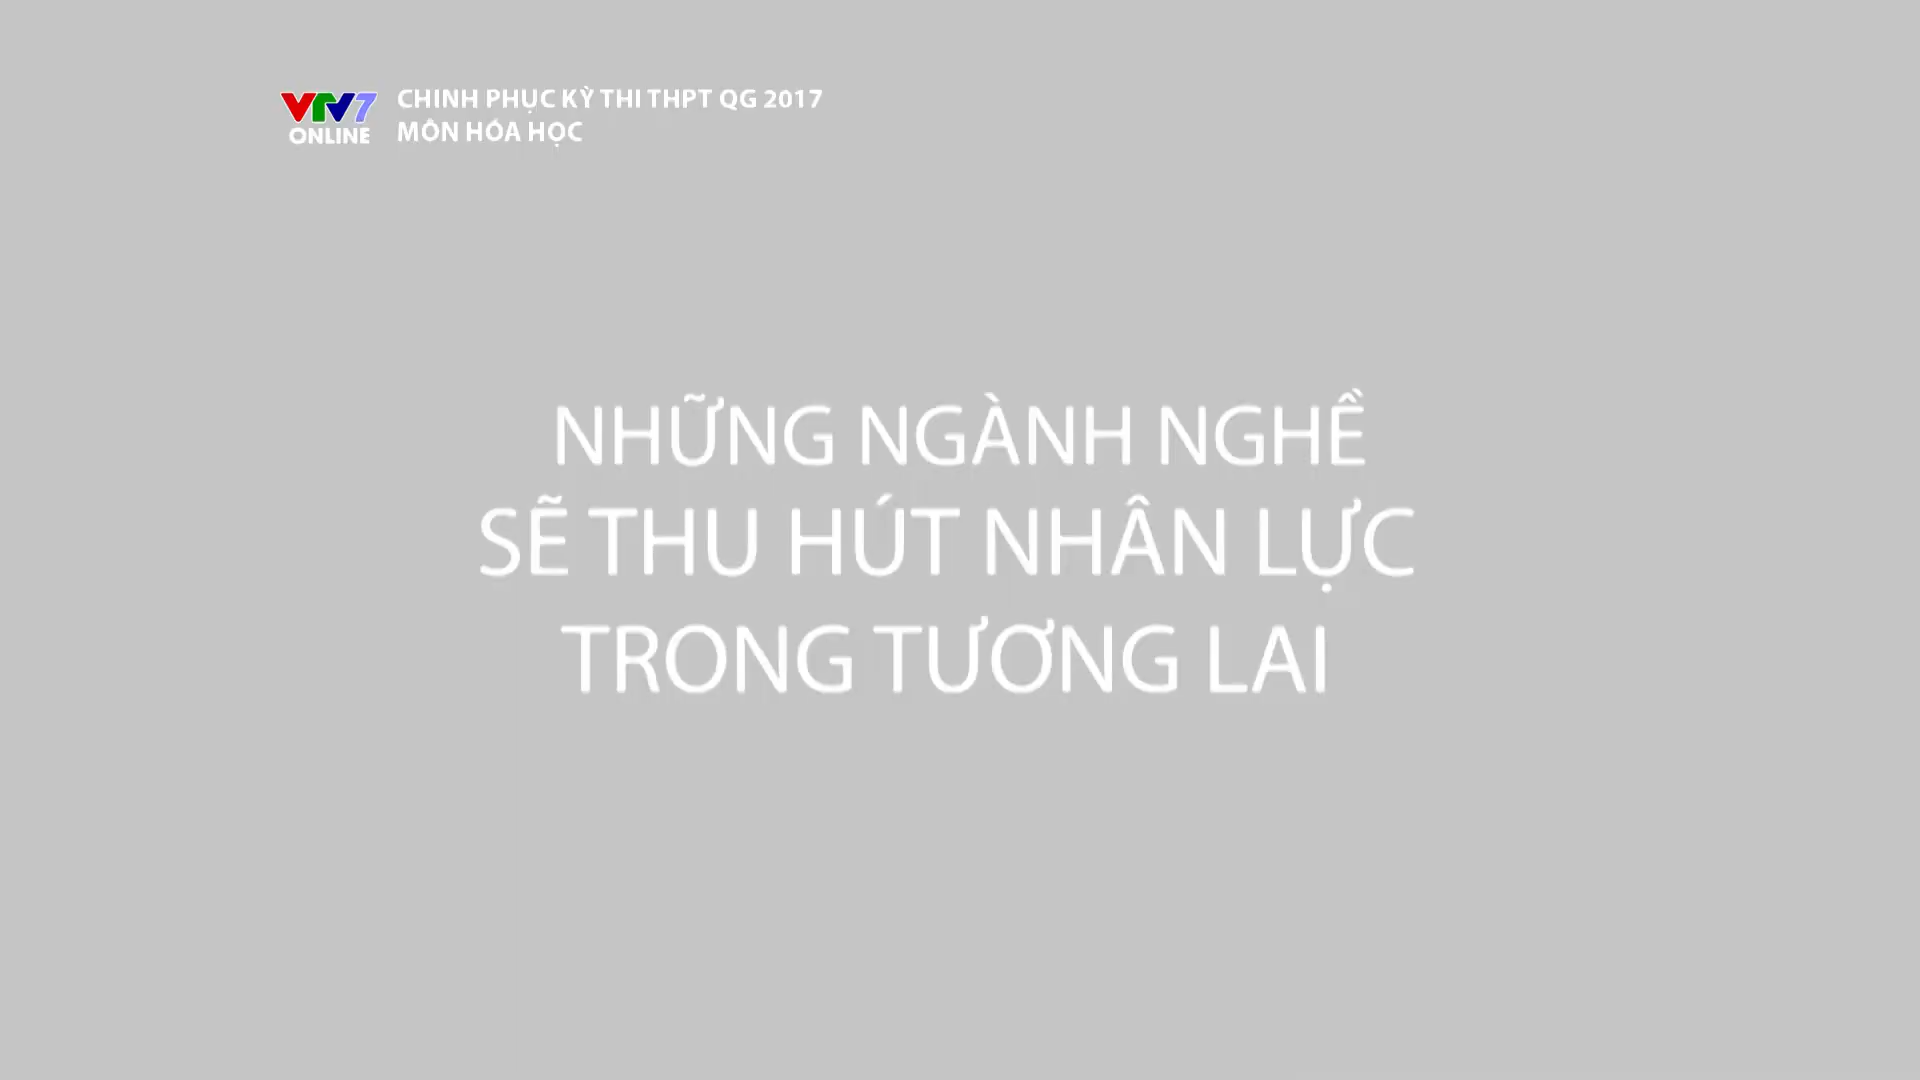 VTV7
ONLINE
CHINH PHỤC KỲ THI THPT QG 2017
MÔN HÓA HỌC
NHỮNG NGÀNH NGHỀ
SẼ THU HÚT NHÂN LỰC
TRONG TƯƠNG LAI